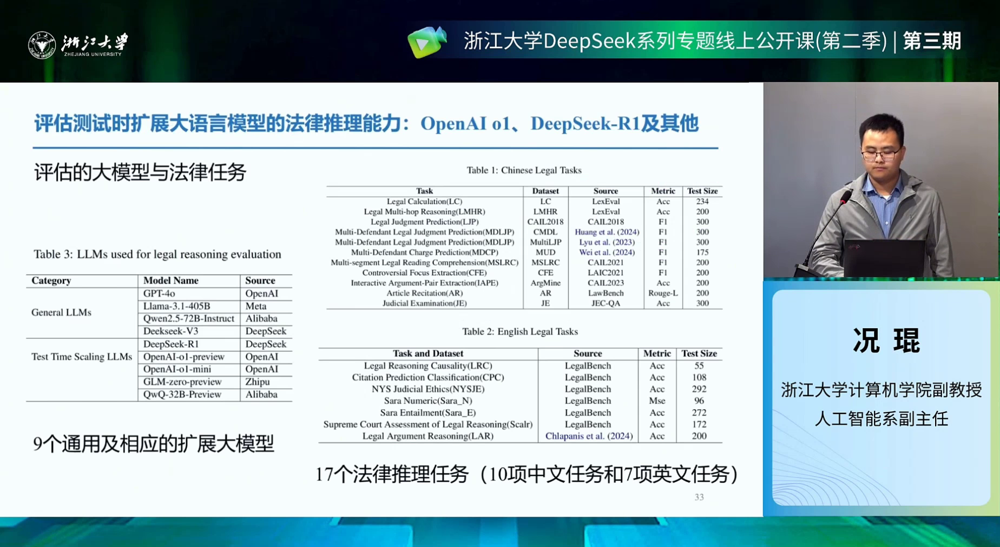 浙江大学
ZHEJIANG UNIVERSITY
浙江大学DeepSeek系列专题线上公开课(第二季) | 第三期
评估测试时扩展大语言模型的法律推理能力：OpenAI o1、DeepSeek-R1及其他
评估的大模型与法律任务
Table 3: LLMs used for legal reasoning evaluation
Category Model Name Source
General LLMs
GPT-4o OpenAI
Llama-3.1-405B Meta
Qwen2.5-72B-Instruct Alibaba
Deekseek-V3 DeepSeek
Test Time Scaling LLMs
DeepSeek-R1 DeepSeek
OpenAI-o1-preview OpenAI
OpenAI-o1-mini OpenAI
GLM-zero-preview Zhipu
QwQ-32B-Preview Alibaba
9个通用及相应的扩展大模型
Table 1: Chinese Legal Tasks
Task Dataset Source Metric Test Size
Legal Calculation(LC) LC LexEval Acc 234
Legal Multi-hop Reasoning(LMHR) LMHR LexEval Acc 200
Legal Judgment Prediction(LJP) CAIL2018 CAIL2018 F1 300
Multi-Defendant Legal Judgment Prediction(MDLJP) CMDL Huang et al. (2024) F1 300
Multi-Defendant Legal Judgment Prediction(MDLJP) MultiLJP Lyu et al. (2023) F1 300
Multi-Defendant Charge Prediction(MDCP) MUD Wei et al. (2024) F1 175
Multi-segment Legal Reading Comprehension(MSLRC) MSLRC CAIL2021 F1 200
Controversial Focus Extraction(CFE) CFE LAIC2021 F1 200
Interactive Argument-Pair Extraction(IAPE) ArgMine CAIL2023 Acc 200
Article Recitation(AR) AR LawBench Rouge-L 200
Judicial Examination(JE) JE JEC-QA Acc 300
Table 2: English Legal Tasks
Task and Dataset Source Metric Test Size
Legal Reasoning Causality(LRC) LegalBench Acc 55
Citation Prediction Classification(CPC) LegalBench Acc 108
NYS Judicial Ethics(NYSJE) LegalBench Acc 292
Sara Numeric(Sara_N) LegalBench Mse 96
Sara Entailment(Sara_E) LegalBench Acc 272
Supreme Court Assessment of Legal Reasoning(Scalr) LegalBench Acc 172
Legal Argument Reasoning(LAR) Chlapanis et al. (2024) Acc 200
17个法律推理任务（10项中文任务和7项英文任务）
33
况 琨
浙江大学计算机学院副教授
人工智能系副主任